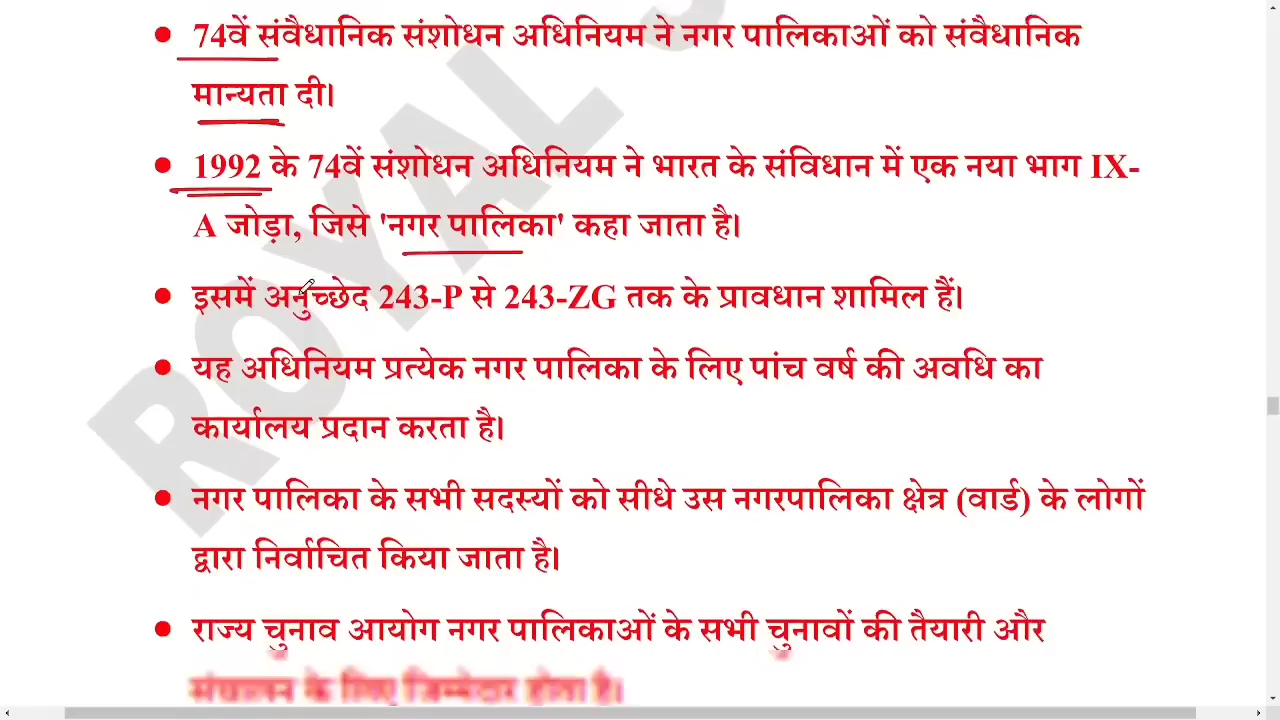 74वें संवैधानिक संशोधन अधिनियम ने नगर पालिकाओं को संवैधानिक
मान्यता दी।
1992 के 74वें संशोधन अधिनियम ने भारत के संविधान में एक नया भाग IX-
A जोड़ा, जिसे 'नगर पालिका' कहा जाता है।
इसमें अनुच्छेद 243-P से 243-ZG तक के प्रावधान शामिल हैं।
यह अधिनियम प्रत्येक नगर पालिका के लिए पांच वर्ष की अवधि का
कार्यालय प्रदान करता है।
नगर पालिका के सभी सदस्यों को सीधे उस नगरपालिका क्षेत्र (वार्ड) के लोगों
द्वारा निर्वाचित किया जाता है।
राज्य चुनाव आयोग नगर पालिकाओं के सभी चुनावों की तैयारी और
संचालन के लिए जिम्मेदार होता है।
ROYAL